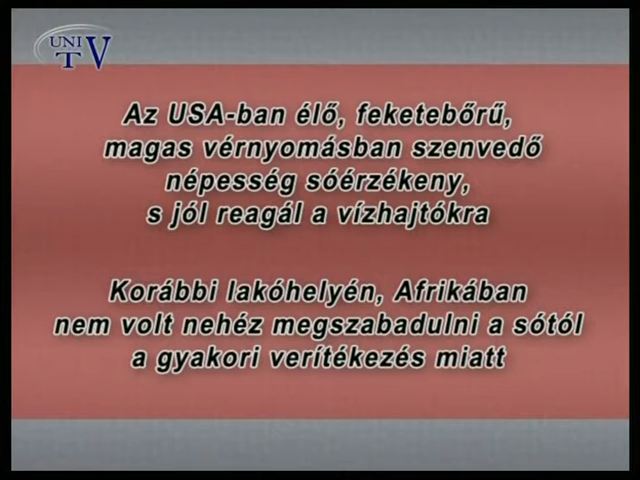 UNI
TV
Az USA-ban élő, feketebőrű,
magas vérnyomásban szenvedő
népesség sóérzékeny,
s jól reagál a vízhajtókra
Korábbi lakóhelyén, Afrikában
nem volt nehéz megszabadulni a sótól
a gyakori verítékezés miatt